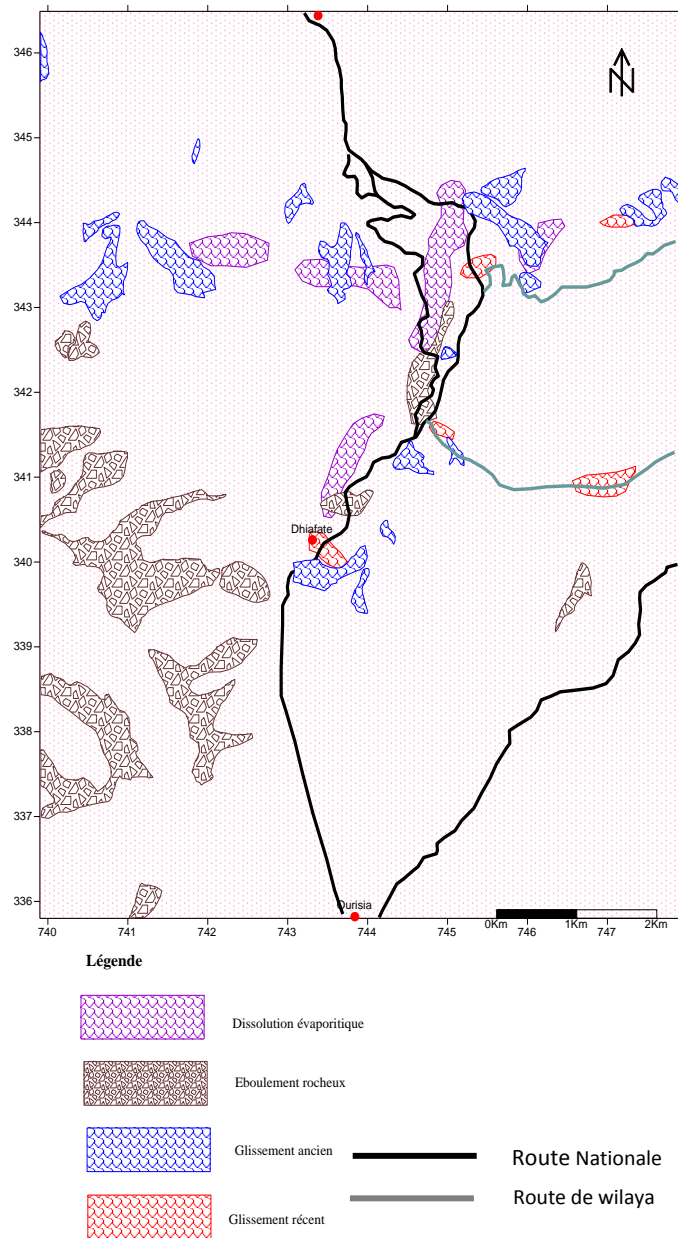 346
N
345
344
343
342
341
Dhiafate
340
339
338
337
336
Ourisia
0Km 1Km 2Km
740 741 742 743 744 745 746 747
Légende
Dissolution évaporitique
Eboulement rocheux
Glissement ancien
Route Nationale
Route de wilaya
Glissement récent